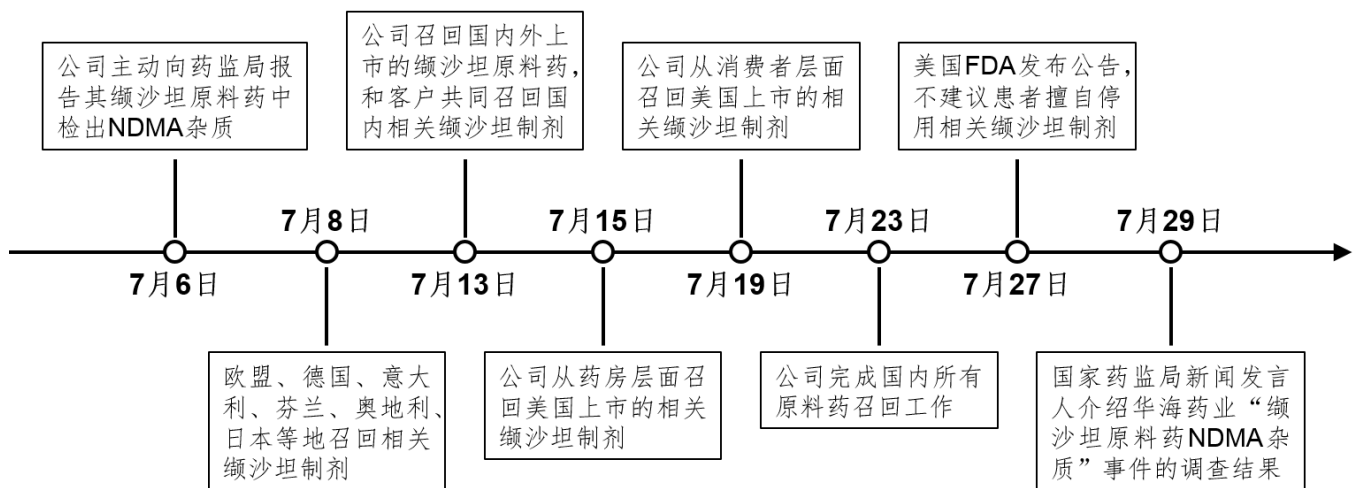 公司主动向药监局报
告其缬沙坦原料药中
检出NDMA杂质
公司召回国内外上
市的缬沙坦原料药,
和客户共同召回国
内相关缬沙坦制剂
公司从消费者层面
召回美国上市的相
关缬沙坦制剂
美国FDA发布公告,
不建议患者擅自停
用相关缬沙坦制剂
7月8日
7月15日
7月23日
7月29日
7月6日
7月13日
7月19日
7月27日
欧盟、德国、意大
利、芬兰、奥地利、
日本等地召回相关
缬沙坦制剂
公司从药房层面召
回美国上市的相关
缬沙坦制剂
公司完成国内所有
原料药召回工作
国家药监局新闻发言
人介绍华海药业“缬
沙坦原料药NDMA杂
质”事件的调查结果